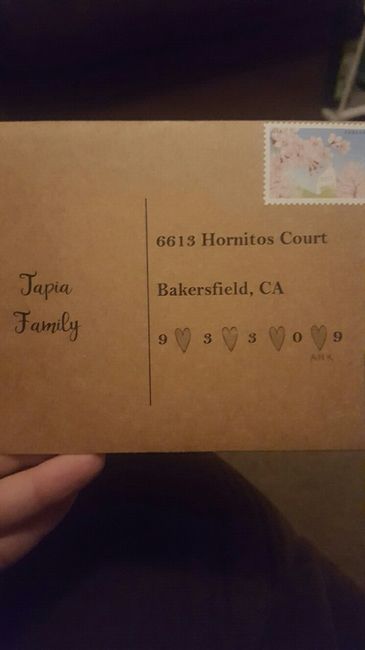 Tapia
Family
6613 Hornitos Court
Bakersfield, CA
9 3 3 0 9